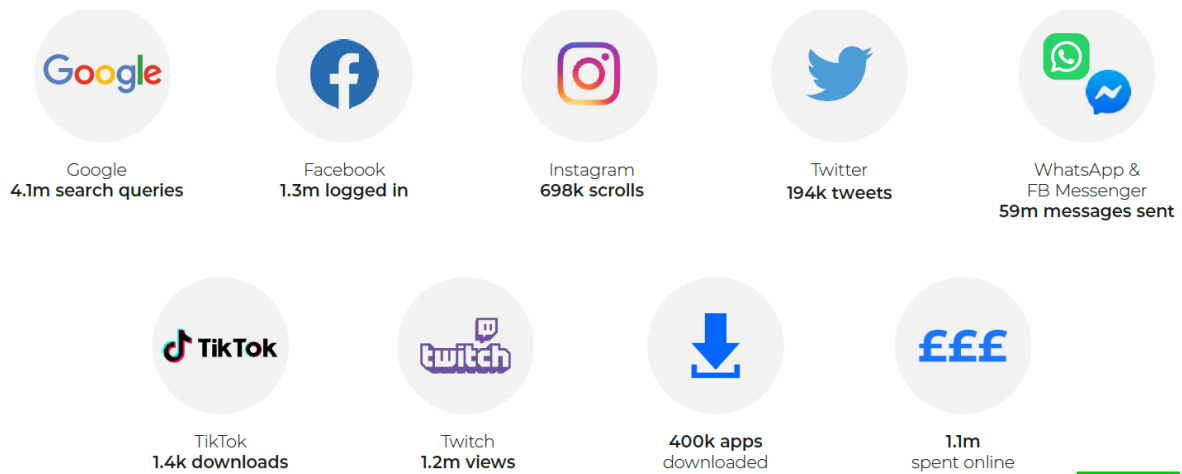 Google
Google
4.1m search queries
Facebook
1.3m logged in
Instagram
698k scrolls
Twitter
194k tweets
WhatsApp &
FB Messenger
59m messages sent
TikTok
TikTok
1.4k downloads
twitch
Twitch
1.2m views
400k apps
downloaded
£££
1.1m
spent online